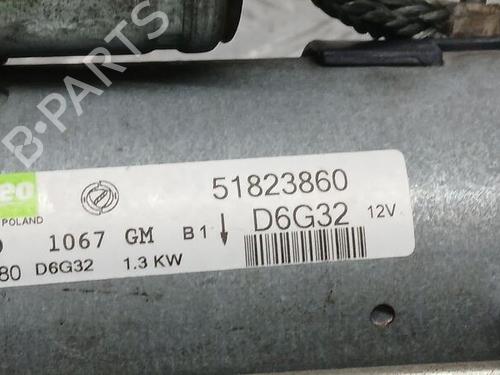 B-PARTS
51823860
POLAND
D6G32 12V
1067 GM B1
80 D6G32 1.3 KW